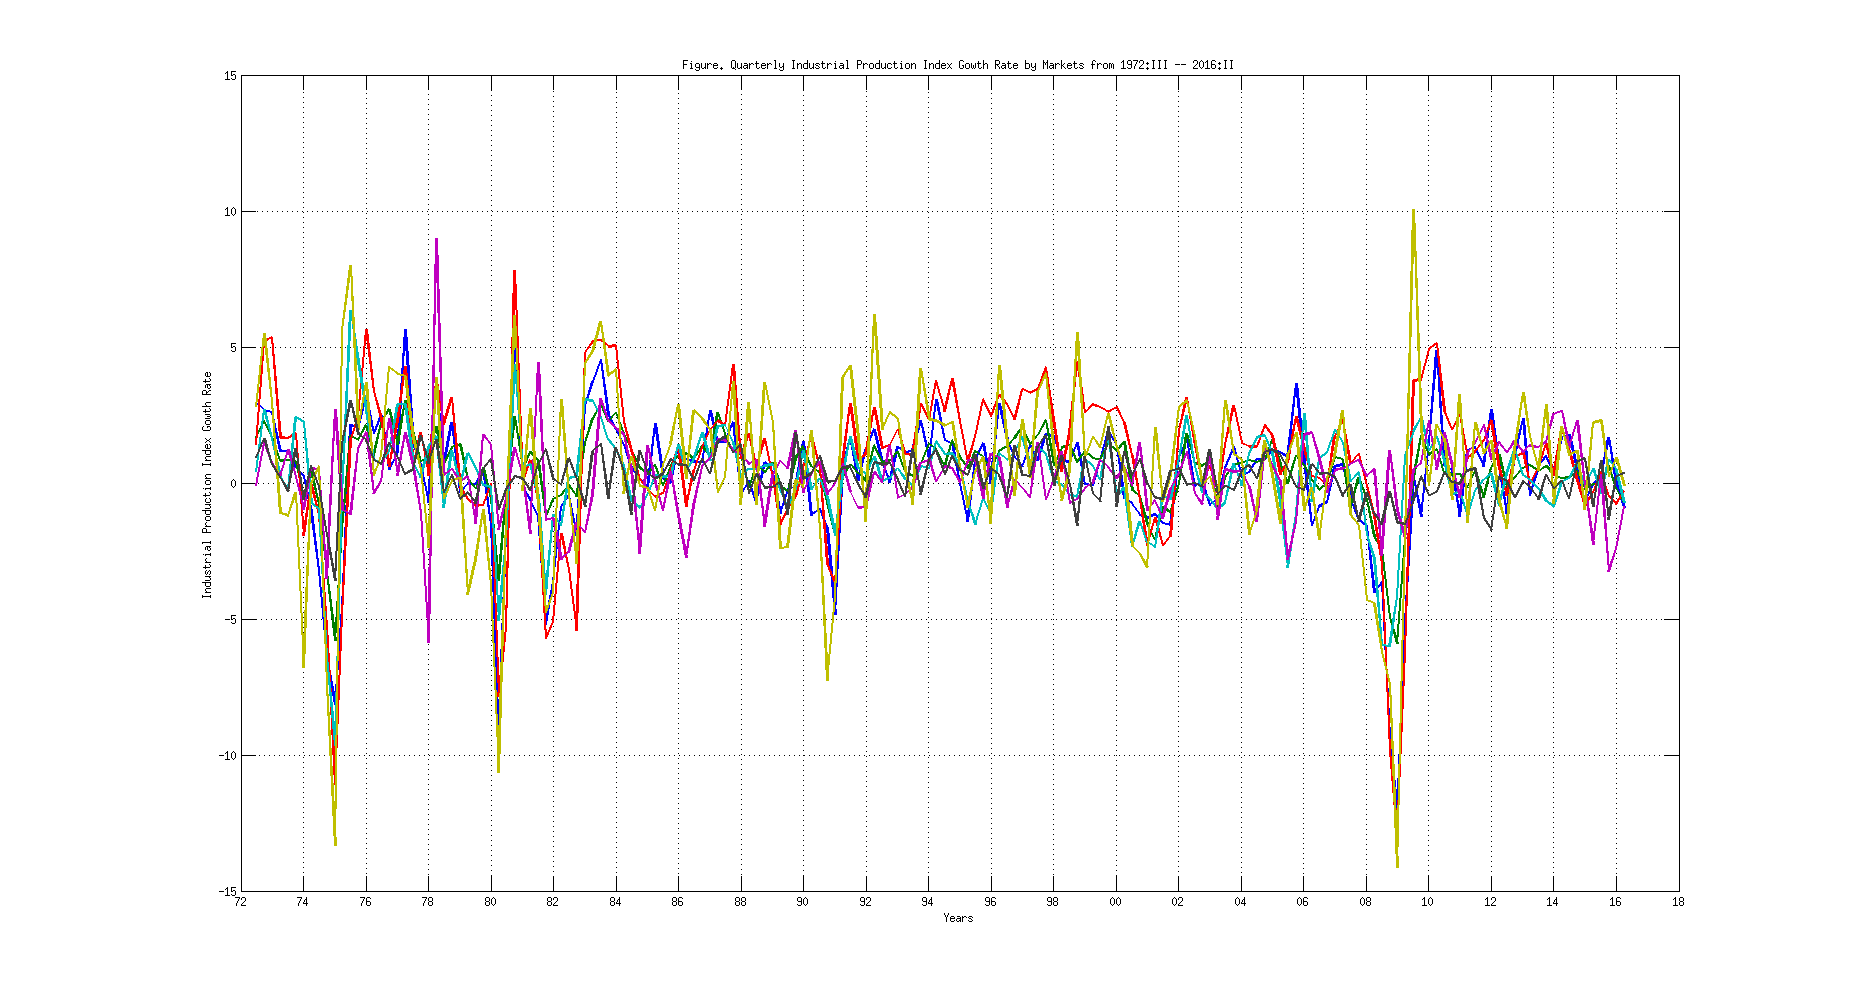 Figure. Quarterly Industrial Production Index Gowth Rate by Markets from 1972:III -- 2016:II
15
10
5
0
-5
-10
-15
Industrial Production Index Gowth Rate
72 74 76 78 80 82 84 86 88 90 92 94 96 98 00 02 04 06 08 10 12 14 16 18
Years